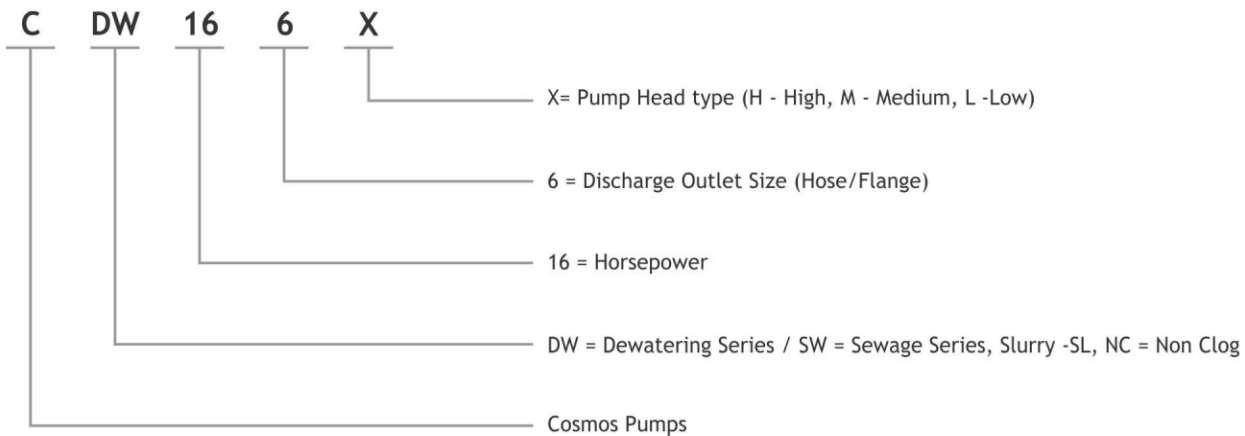 C DW 16 6 X
X= Pump Head type (H - High, M - Medium, L -Low)
6 = Discharge Outlet Size (Hose/Flange)
16 = Horsepower
DW = Dewatering Series / SW = Sewage Series, Slurry -SL, NC = Non Clog
Cosmos Pumps